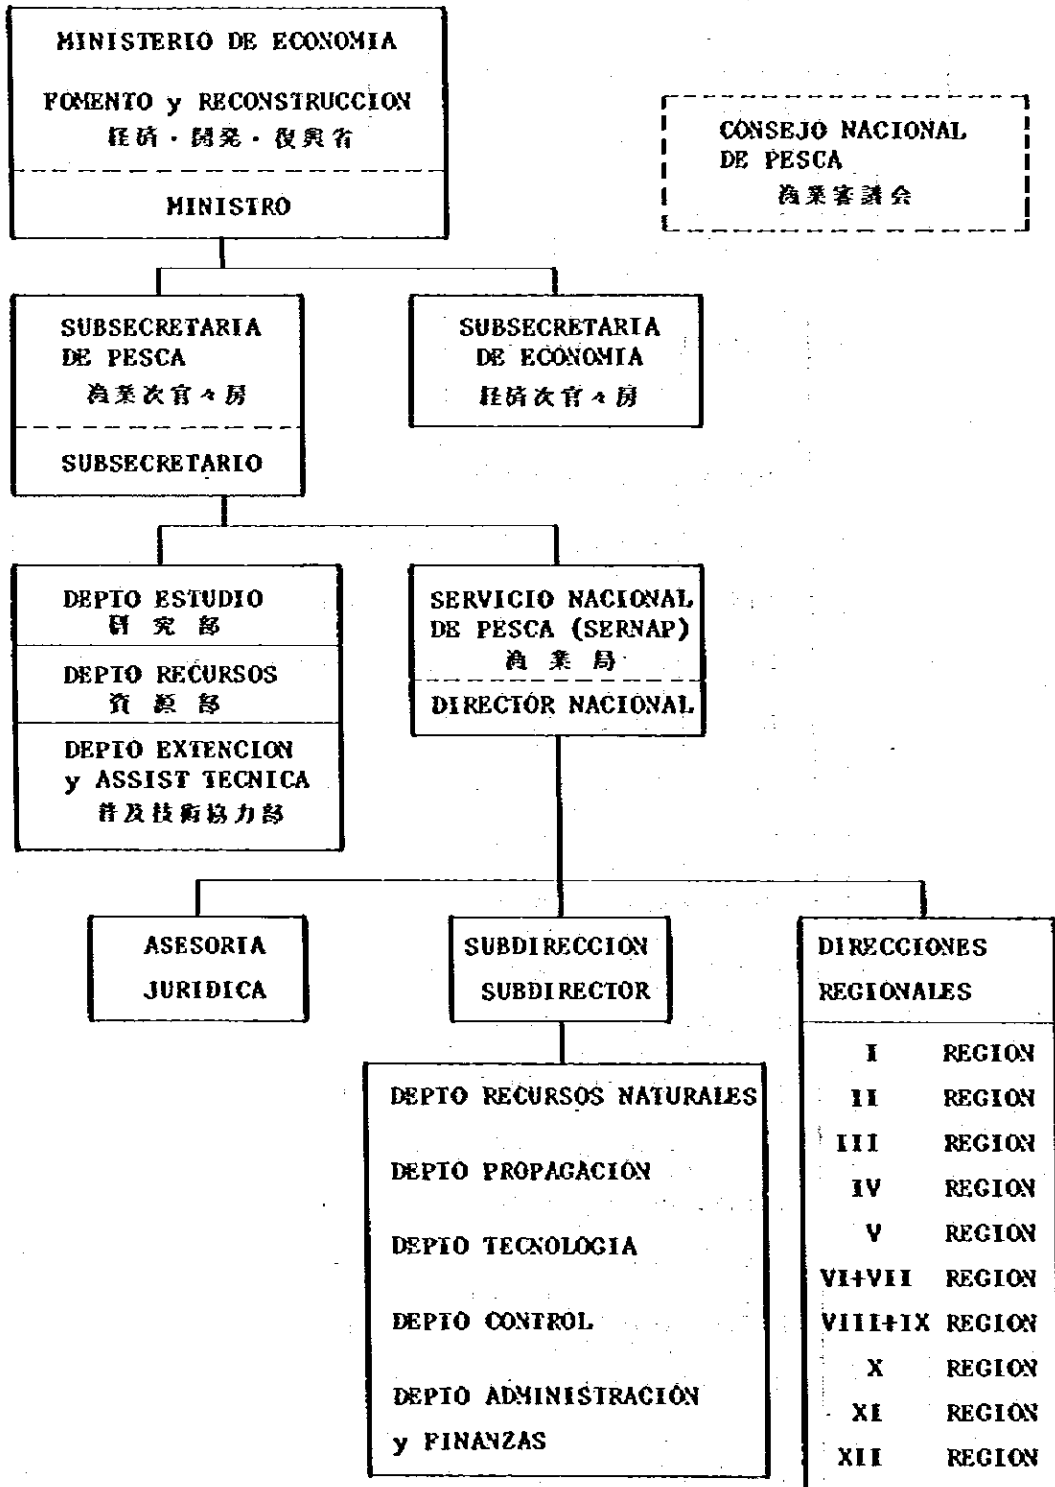 MINISTERIO DE ECONOMIA
FOMENTO y RECONSTRUCCION
経済・開発・復興省
MINISTRO
CONSEJO NACIONAL
DE PESCA
漁業審議会
SUBSECRETARIA
DE PESCA
漁業次官々房
SUBSECRETARIO
SUBSECRETARIA
DE ECONOMIA
経済次官々房
DEPTO ESTUDIO
研究部
DEPTO RECURSOS
資源部
DEPTO EXTENCION
y ASSIST TECNICA
普及技術協力部
SERVICIO NACIONAL
DE PESCA (SERNAP)
漁業局
DIRECTOR NACIONAL
ASESORIA
JURIDICA
SUBDIRECCION
SUBDIRECTOR
DEPTO RECURSOS NATURALES
DEPTO PROPAGACIÓN
DEPTO TECNOLOGIA
DEPTO CONTROL
DEPTO ADMINISTRACIÓN
y FINANZAS
DIRECCIONES
REGIONALES
I REGION
II REGION
III REGION
IV REGION
V REGION
VI+VII REGION
VIII+IX REGION
X REGION
XI REGION
XII REGION